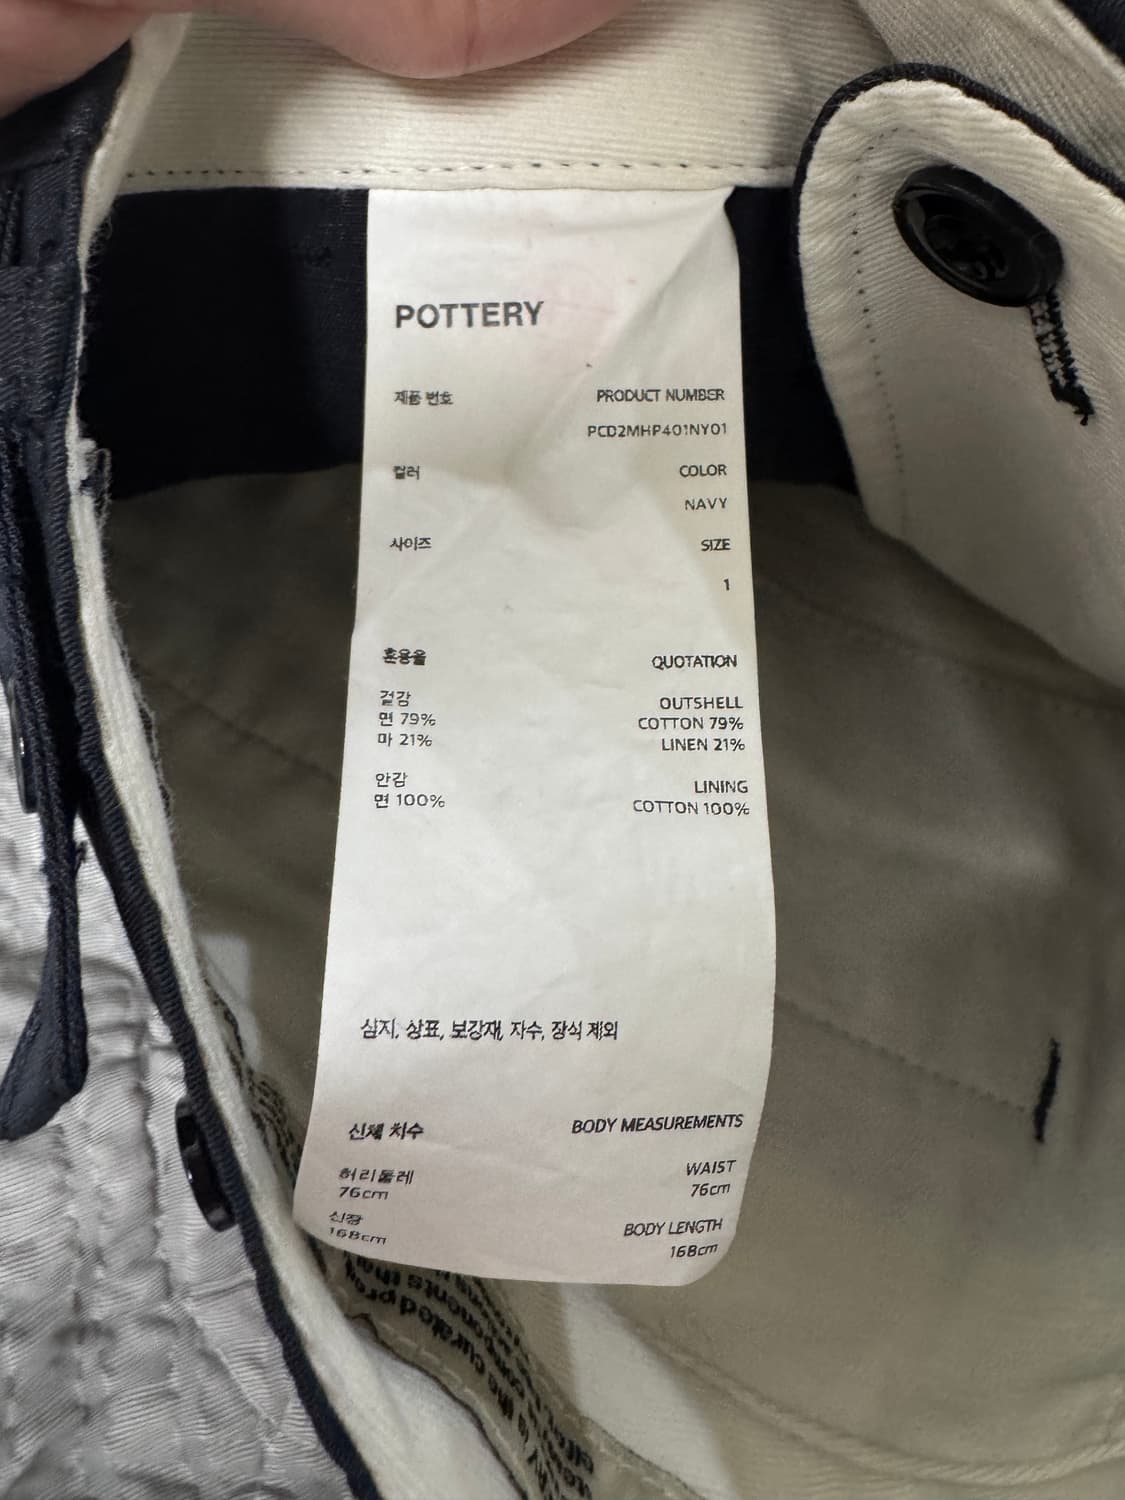 POTTERY
제품 번호 PRODUCT NUMBER
PCD2MHP401NY01
컬러 COLOR
NAVY
사이즈 SIZE
1
혼용율 QUOTATION
겉감 OUTSHELL
면 79% COTTON 79%
마 21% LINEN 21%
안감 LINING
면 100% COTTON 100%
심지, 상표, 보강재, 자수, 장식 제외
신체 치수 BODY MEASUREMENTS
허리둘레 WAIST
76cm 76cm
신장 BODY LENGTH
168cm 168cm